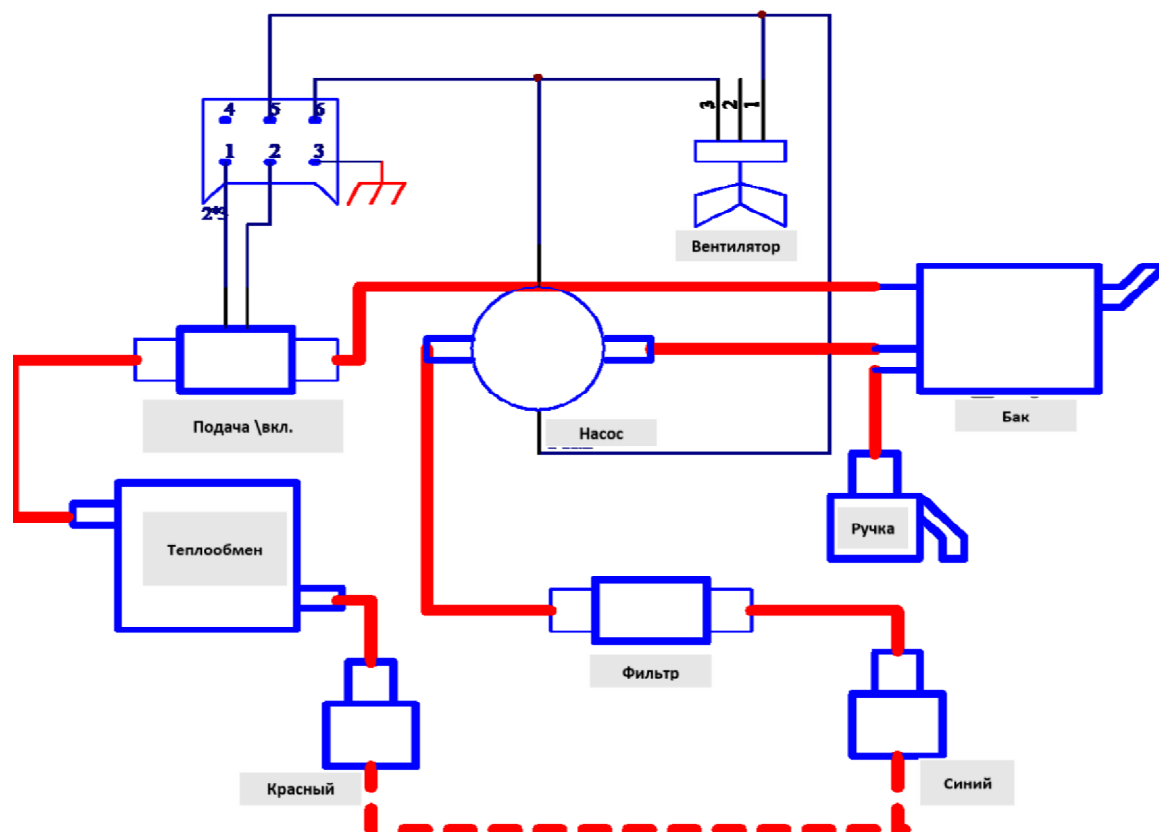 4 5 6
1 2 3
3 2 1
Вентилятор
Подача \вкл.
Насос
Бак
Ручка
Теплообмен
Фильтр
Красный
Синий